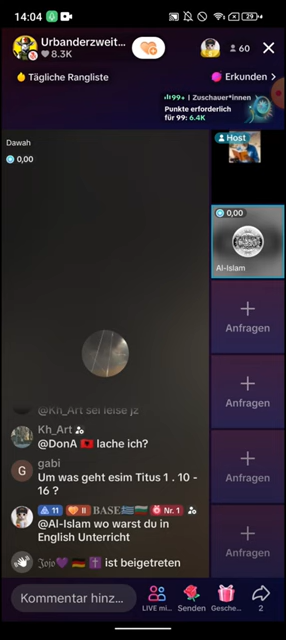 14:04
29
Urbanderzweit...
8.3K
60
Tägliche Rangliste
Erkunden >
99+ | Zuschauer*innen
Punkte erforderlich
für 99: 6.4K
Dawah
0,00
Host
0,00
Al-Islam
Anfragen
Anfragen
Anfragen
Anfragen
@Kh_Art sei leise jz
Kh_Art
@DonA 🇦🇱 lache ich?
gabi
Um was geht esim Titus 1 . 10 -
16 ?
11 II BASE🇬🇷🇧🇬 Nr. 1
@Al-Islam wo warst du in
English Unterricht
Jojo💜🇩🇪✝️ ist beigetreten
Kommentar hinz...
LIVE mi...
Senden
Gesche...
2